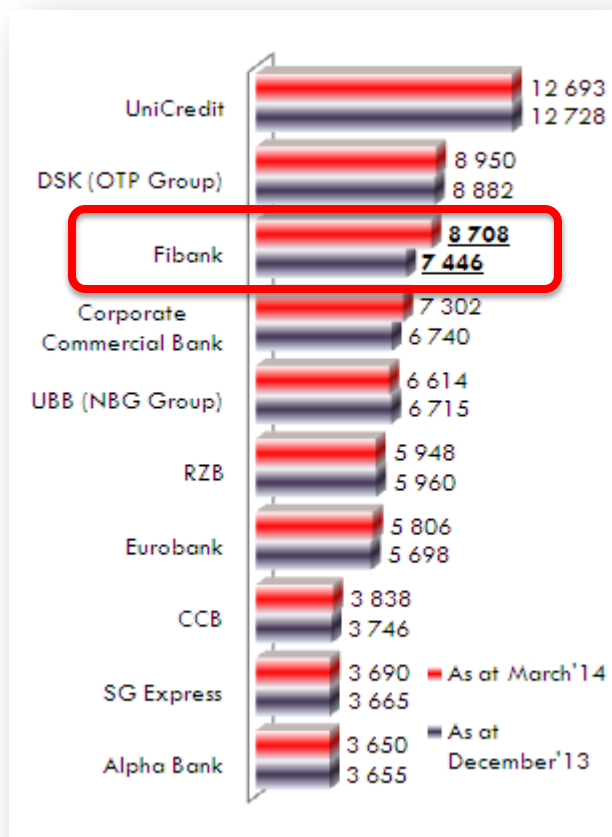 UniCredit
12 693
12 728
DSK (OTP Group)
8 950
8 882
Fibank
8 708
7 446
Corporate
Commercial Bank
7 302
6 740
UBB (NBG Group)
6 614
6 715
RZB
5 948
5 960
Eurobank
5 806
5 698
CCB
3 838
3 746
SG Express
3 690
3 665
As at March'14
Alpha Bank
3 650
3 655
As at
December'13